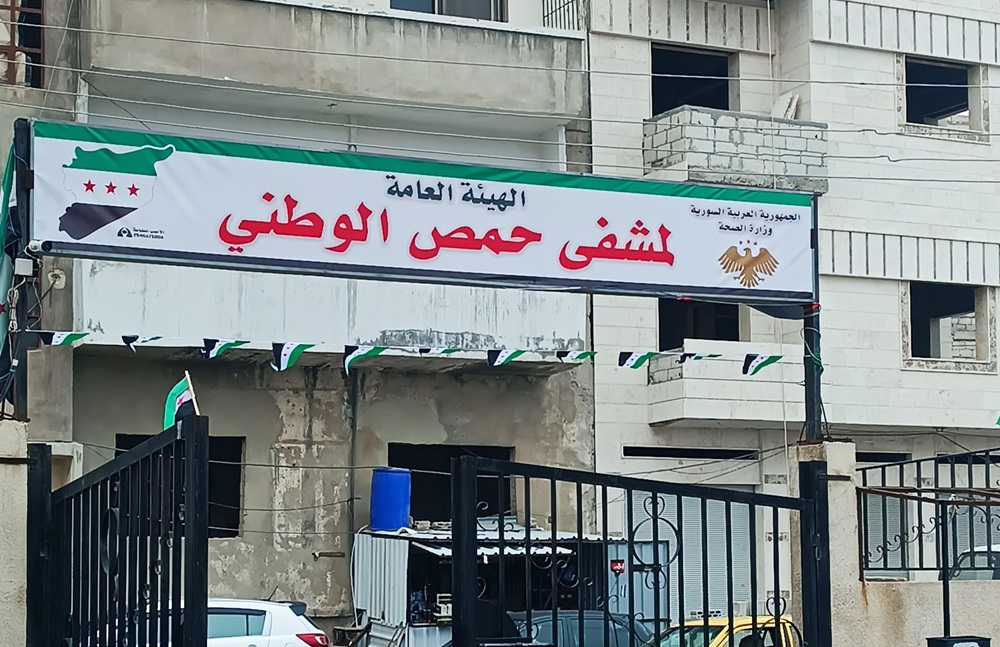 الجمهورية العربية السورية
وزارة الصحة
الهيئة العامة
لمشفى حمص الوطني